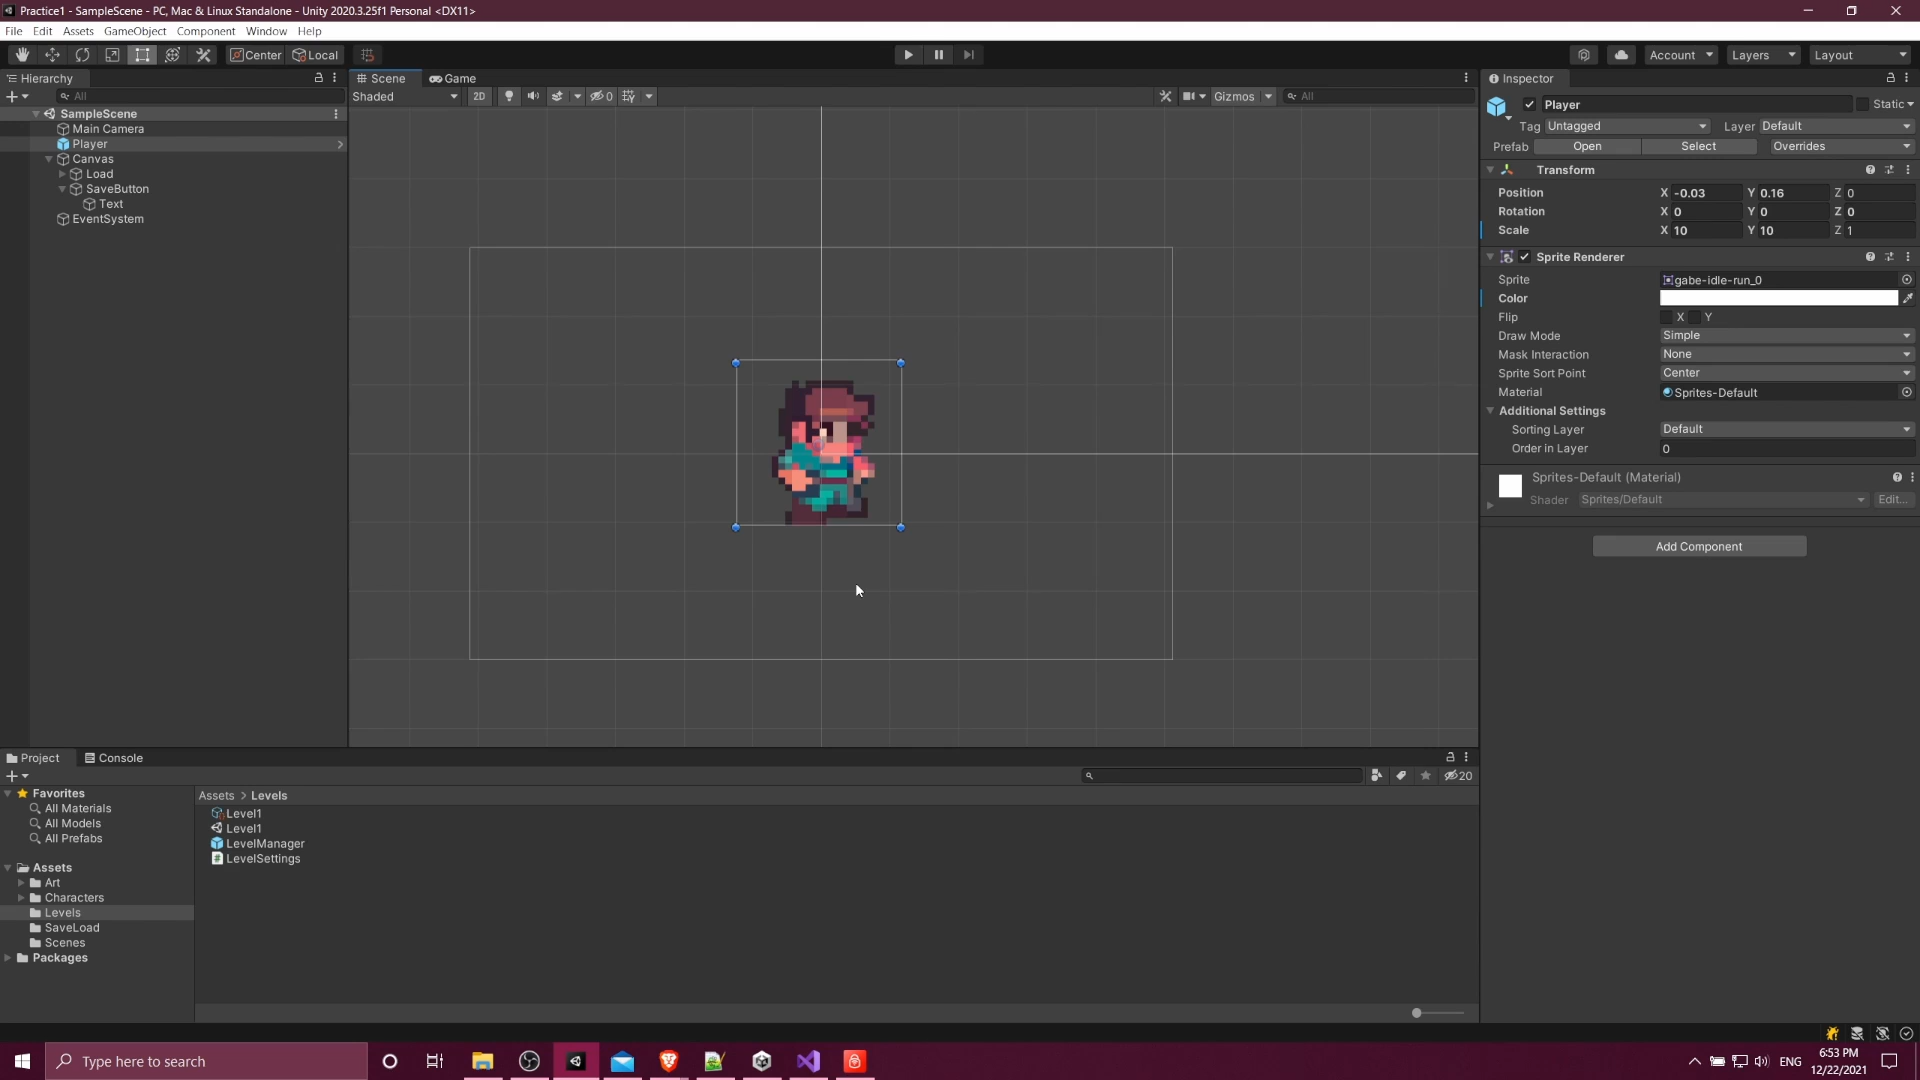 Practice1 - SampleScene - PC, Mac & Linux Standalone - Unity 2020.3.25f1 Personal <DX11>
File Edit Assets GameObject Component Window Help
Center Local
Account Layers Layout
Hierarchy
All
SampleScene
Main Camera
Player
Canvas
Load
SaveButton
Text
EventSystem
Scene Game
Shaded 2D 0 Gizmos All
Inspector
Player Static
Tag Untagged Layer Default
Prefab Open Select Overrides
Transform
Position X -0.03 Y 0.16 Z 0
Rotation X 0 Y 0 Z 0
Scale X 10 Y 10 Z 1
Sprite Renderer
Sprite gabe-idle-run_0
Color
Flip X Y
Draw Mode Simple
Mask Interaction None
Sprite Sort Point Center
Material Sprites-Default
Additional Settings
Sorting Layer Default
Order in Layer 0
Sprites-Default (Material)
Shader Sprites/Default Edit...
Add Component
Project Console
20
Favorites
All Materials
All Models
All Prefabs
Assets
Art
Characters
Levels
SaveLoad
Scenes
Packages
Assets > Levels
Level1
Level1
LevelManager
LevelSettings
Type here to search
ENG
6:53 PM
12/22/2021